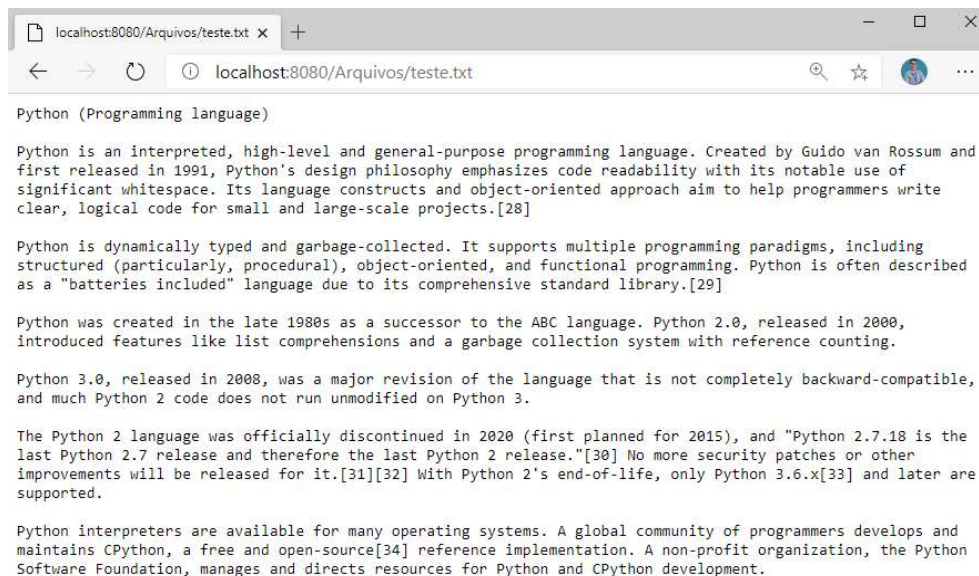 localhost:8080/Arquivos/teste.txt
localhost:8080/Arquivos/teste.txt
Python (Programming language)
Python is an interpreted, high-level and general-purpose programming language. Created by Guido van Rossum and
first released in 1991, Python's design philosophy emphasizes code readability with its notable use of
significant whitespace. Its language constructs and object-oriented approach aim to help programmers write
clear, logical code for small and large-scale projects.[28]
Python is dynamically typed and garbage-collected. It supports multiple programming paradigms, including
structured (particularly, procedural), object-oriented, and functional programming. Python is often described
as a "batteries included" language due to its comprehensive standard library.[29]
Python was created in the late 1980s as a successor to the ABC language. Python 2.0, released in 2000,
introduced features like list comprehensions and a garbage collection system with reference counting.
Python 3.0, released in 2008, was a major revision of the language that is not completely backward-compatible,
and much Python 2 code does not run unmodified on Python 3.
The Python 2 language was officially discontinued in 2020 (first planned for 2015), and "Python 2.7.18 is the
last Python 2.7 release and therefore the last Python 2 release."[30] No more security patches or other
improvements will be released for it.[31][32] With Python 2's end-of-life, only Python 3.6.x[33] and later are
supported.
Python interpreters are available for many operating systems. A global community of programmers develops and
maintains CPython, a free and open-source[34] reference implementation. A non-profit organization, the Python
Software Foundation, manages and directs resources for Python and CPython development.